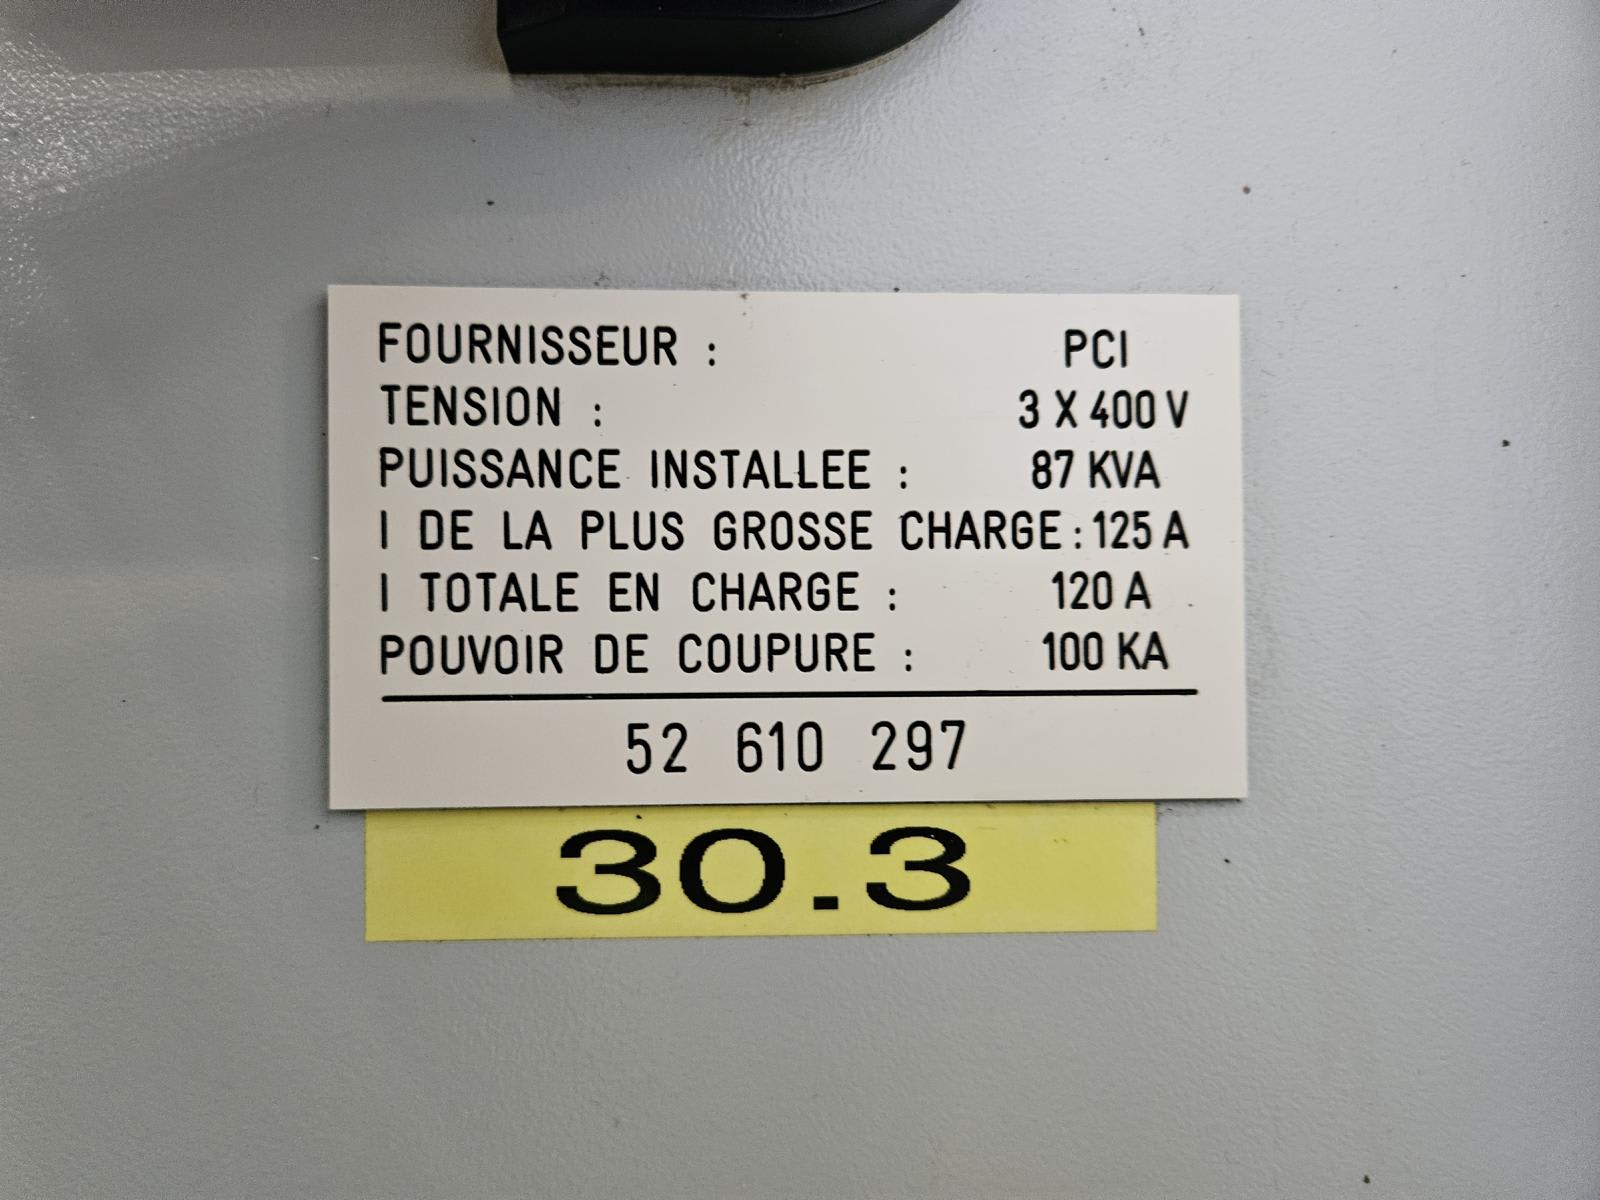 FOURNISSEUR : PCI
TENSION : 3 X 400 V
PUISSANCE INSTALLEE : 87 KVA
I DE LA PLUS GROSSE CHARGE : 125 A
I TOTALE EN CHARGE : 120 A
POUVOIR DE COUPURE : 100 KA
52 610 297
30.3